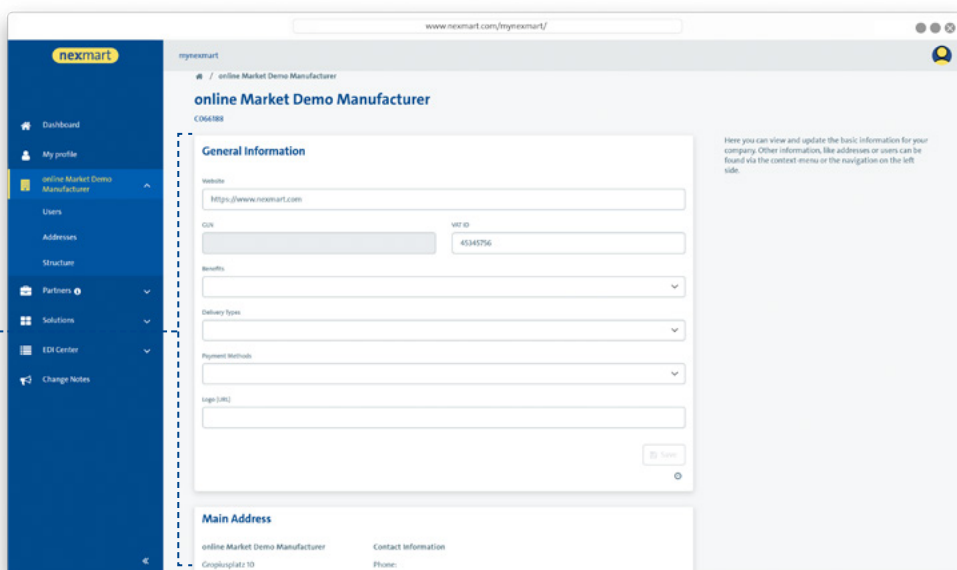 www.nexmart.com/mynexmart/
nexmart
mynexmart
/ online Market Demo Manufacturer
online Market Demo Manufacturer
C066188
Dashboard
My profile
online Market Demo
Manufacturer
Users
Addresses
Structure
Partners
Solutions
EDI Center
Change Notes
General Information
Website
https://www.nexmart.com
GLN
VAT ID
45345756
Benefits
Delivery Types
Payment Methods
Logo (URL)
Save
Main Address
online Market Demo Manufacturer
Contact Information
Gropiusplatz 10
Phone:
Here you can view and update the basic information for your
company. Other information, like addresses or users can be
found via the context-menu or the navigation on the left
side.